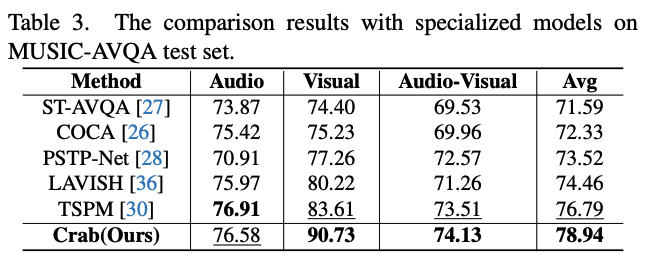 Table 3. The comparison results with specialized models on
MUSIC-AVQA test set.
Method Audio Visual Audio-Visual Avg
ST-AVQA [27] 73.87 74.40 69.53 71.59
COCA [26] 75.42 75.23 69.96 72.33
PSTP-Net [28] 70.91 77.26 72.57 73.52
LAVISH [36] 75.97 80.22 71.26 74.46
TSPM [30] 76.91 83.61 73.51 76.79
Crab(Ours) 76.58 90.73 74.13 78.94